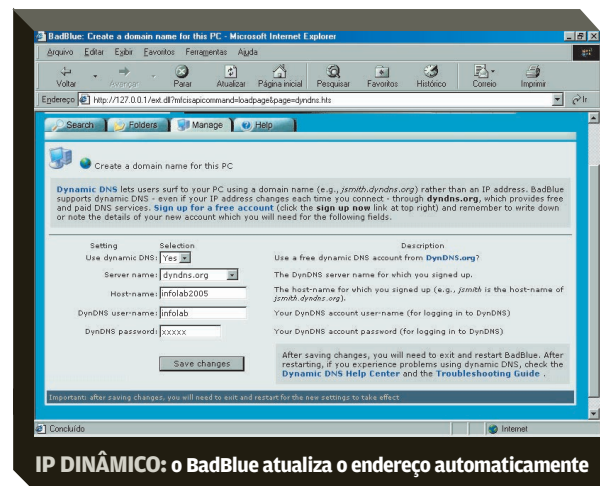 BadBlue: Create a domain name for this PC - Microsoft Internet Explorer
Arquivo Editar Exibir Favoritos Ferramentas Ajuda
Voltar Avançar Parar Atualizar Página inicial Pesquisar Favoritos Histórico Correio Imprimir
Endereço http://127.0.0.1/ext.dll?mfcisapicommand=loadpage&page=dyndns.hts Ir
Search Folders Manage Help
Create a domain name for this PC
Dynamic DNS lets users surf to your PC using a domain name (e.g., jsmith.dyndns.org) rather than an IP address. BadBlue
supports dynamic DNS - even if your IP address changes each time you connect - through dyndns.org, which provides free
and paid DNS services. Sign up for a free account (click the sign up now link at top right) and remember to write down
or note the details of your new account which you will need for the following fields.
Setting Selection Description
Use dynamic DNS: Yes Use a free dynamic DNS account from DynDNS.org?
Server name: dyndns.org The DynDNS server name for which you signed up.
Host-name: infolab2005 The host-name for which you signed up (e.g., jsmith is the host-name of
jsmith.dyndns.org).
DynDNS user-name: infolab Your DynDNS account user-name (for logging in to DynDNS)
DynDNS password: xxxxx Your DynDNS account password (for logging in to DynDNS)
Save changes
After saving changes, you will need to exit and restart BadBlue. After
restarting, if you experience problems using dynamic DNS, check the
Dynamic DNS Help Center and the Troubleshooting Guide .
Important: after saving changes, you will need to exit and restart for the new settings to take effect
Concluído Internet
IP DINÂMICO: o BadBlue atualiza o endereço automaticamente